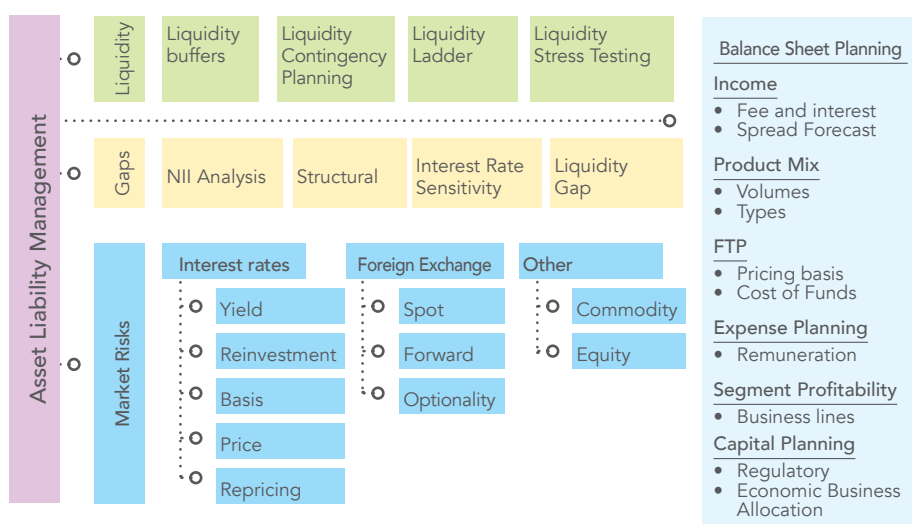 Asset Liability Management
Liquidity
Liquidity
buffers
Liquidity
Contingency
Planning
Liquidity
Ladder
Liquidity
Stress Testing
Gaps
NII Analysis
Structural
Interest Rate
Sensitivity
Liquidity
Gap
Market Risks
Interest rates
Yield
Reinvestment
Basis
Price
Repricing
Foreign Exchange
Spot
Forward
Optionality
Other
Commodity
Equity
Balance Sheet Planning
Income
• Fee and interest
• Spread Forecast
Product Mix
• Volumes
• Types
FTP
• Pricing basis
• Cost of Funds
Expense Planning
• Remuneration
Segment Profitability
• Business lines
Capital Planning
• Regulatory
• Economic Business
Allocation